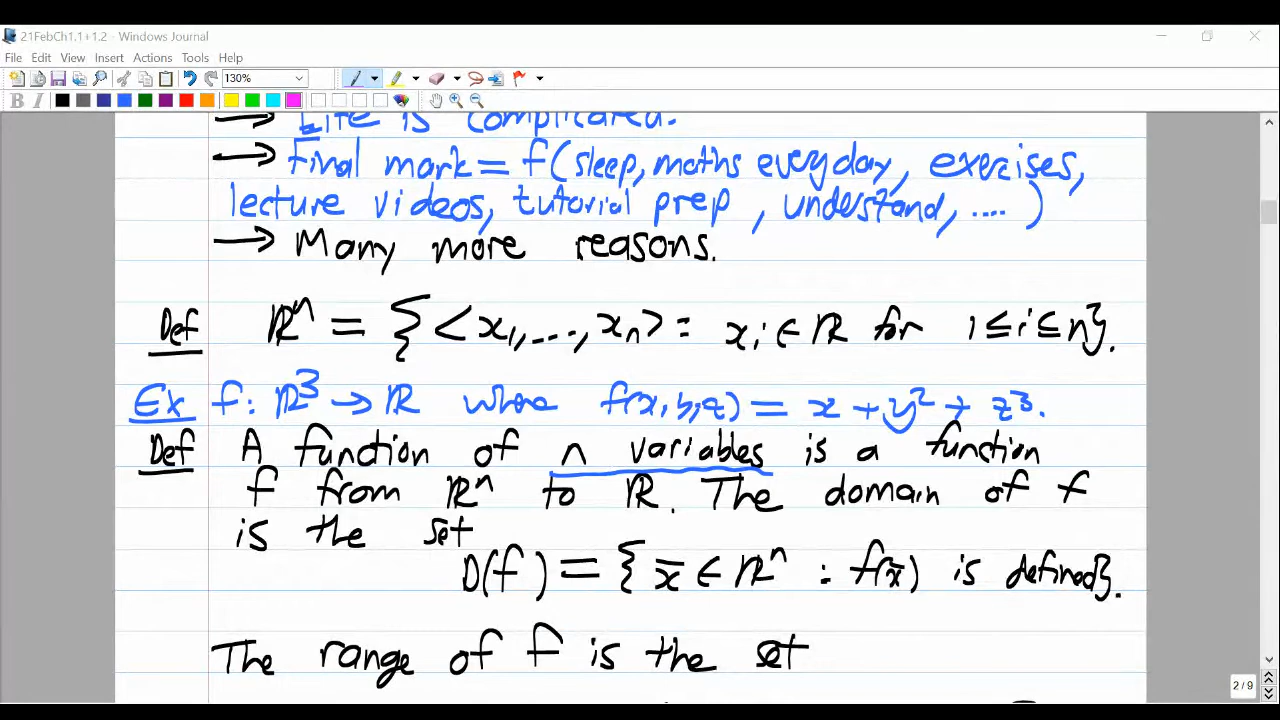 21FebCh1.1+1.2 - Windows Journal
File Edit View Insert Actions Tools Help
130%
B I
→ Life is complicated.
→ Final mark = f(sleep, maths everyday, exercises,
lecture videos, tutorial prep, understand, ....)
→ Many more reasons.
Def ℝⁿ = {<x₁,...,xₙ> : xᵢ ∈ ℝ for 1≤i≤n}.
Ex f: ℝ³ → ℝ where f(x,y,z) = x + y² + z³.
Def A function of n variables is a function
f from ℝⁿ to ℝ. The domain of f
is the set
D(f) = {x̄ ∈ ℝⁿ : f(x̄) is defined}.
The range of f is the set
2/9